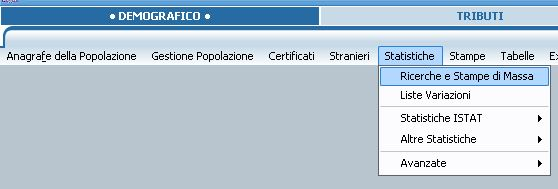 • DEMOGRAFICO • TRIBUTI
Anagrafe della Popolazione Gestione Popolazione Certificati Stranieri Statistiche Stampe Tabelle
Ricerche e Stampe di Massa
Liste Variazioni
Statistiche ISTAT
Altre Statistiche
Avanzate